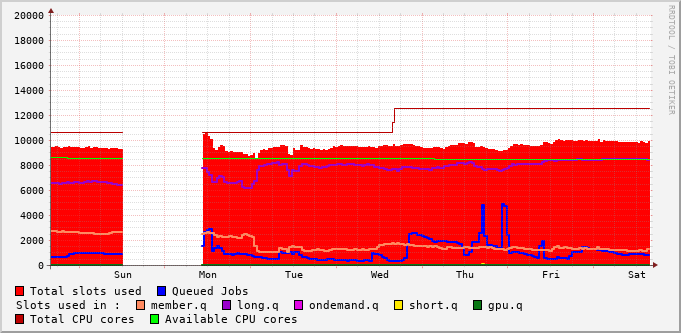 20000
18000
16000
14000
12000
10000
8000
6000
4000
2000
0
Sun Mon Tue Wed Thu Fri Sat
RRDTOOL / TOBI OETIKER
Total slots used Queued Jobs
Slots used in : member.q long.q ondemand.q short.q gpu.q
Total CPU cores Available CPU cores